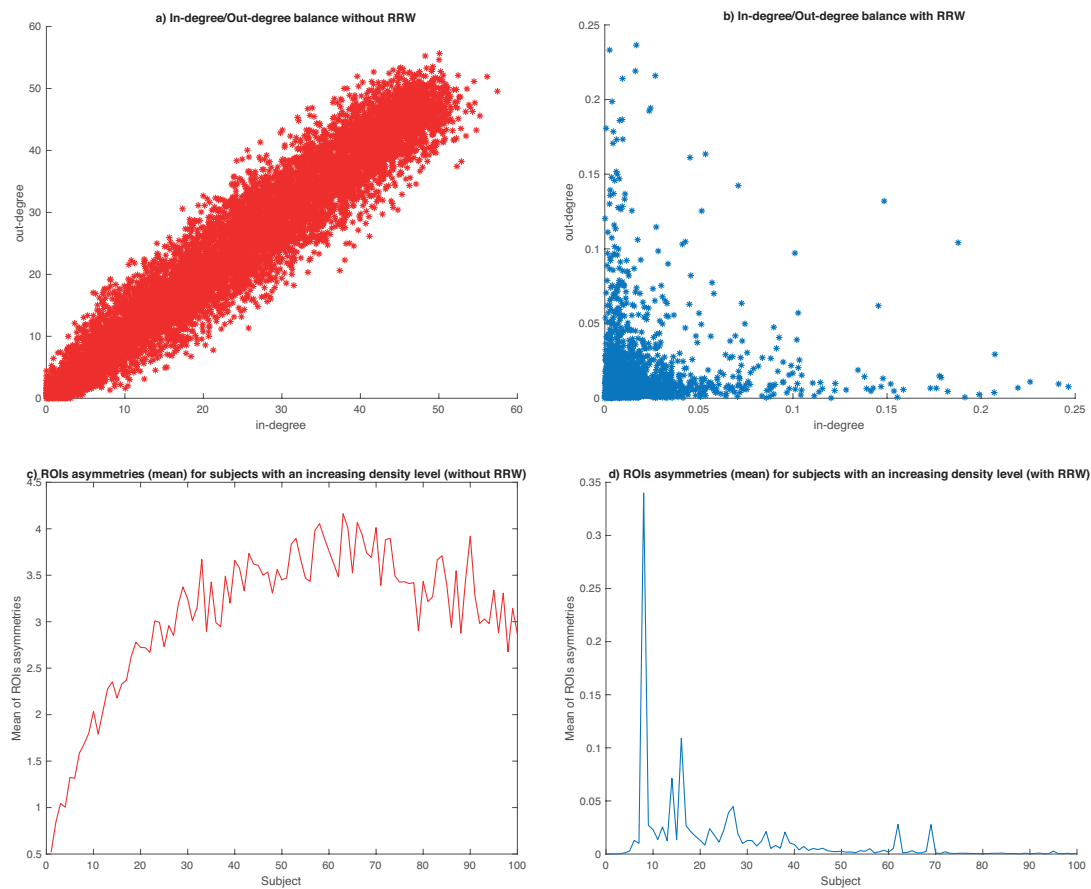 a) In-degree/Out-degree balance without RRW
60
50
40
30
20
10
0
out-degree
10 20 30 40 50 60
in-degree
b) In-degree/Out-degree balance with RRW
0.25
0.2
0.15
0.1
0.05
0
out-degree
0 0.05 0.1 0.15 0.2 0.25
in-degree
c) ROIs asymmetries (mean) for subjects with an increasing density level (without RRW)
4.5
4
3.5
3
2.5
2
1.5
1
0.5
Mean of ROIs asymmetries
0 10 20 30 40 50 60 70 80 90 100
Subject
d) ROIs asymmetries (mean) for subjects with an increasing density level (with RRW)
0.35
0.3
0.25
0.2
0.15
0.1
0.05
0
Mean of ROIs asymmetries
0 10 20 30 40 50 60 70 80 90 100
Subject